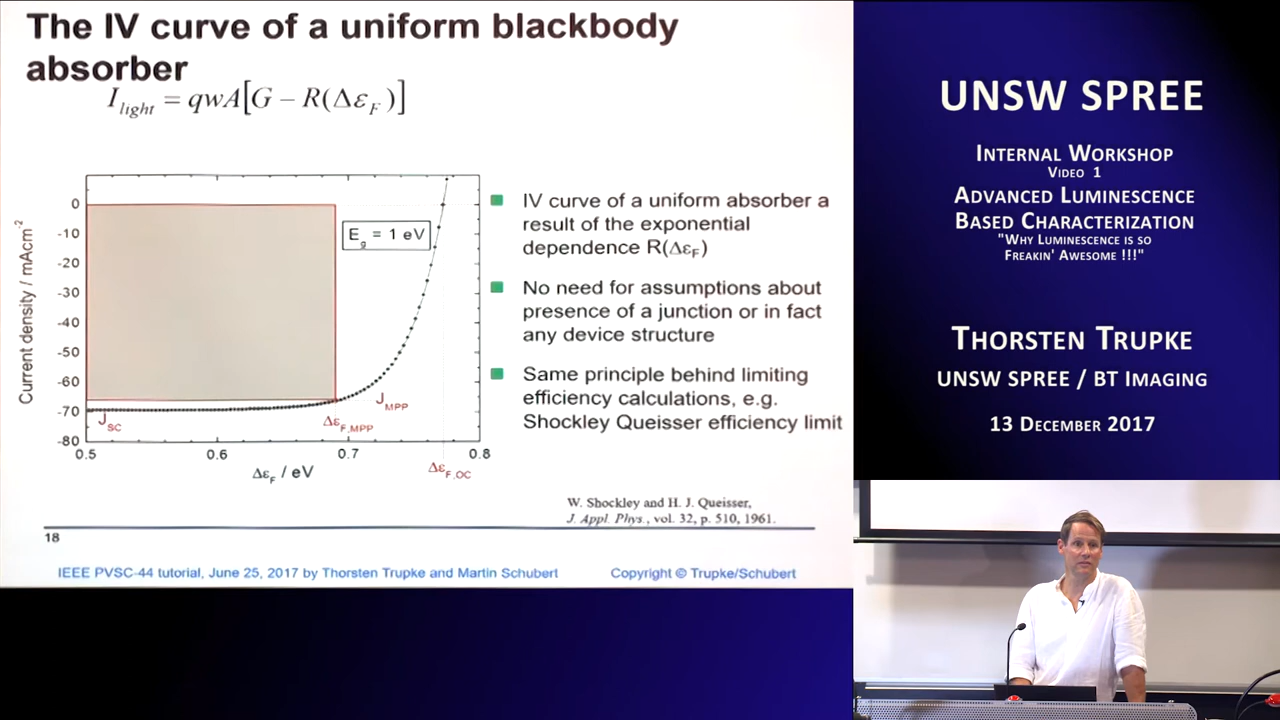 The IV curve of a uniform blackbody
absorber
I_light = qwA[G − R(Δε_F)]
0
-10
-20
-30
-40
-50
-60
-70
-80
0.5
0.6
0.7
0.8
Current density / mAcm⁻²
Δε_F / eV
E_g = 1 eV
J_SC
J_MPP
Δε_F,MPP
Δε_F,OC
IV curve of a uniform absorber a
result of the exponential
dependence R(Δε_F)
No need for assumptions about
presence of a junction or in fact
any device structure
Same principle behind limiting
efficiency calculations, e.g.
Shockley Queisser efficiency limit
W. Shockley and H. J. Queisser,
J. Appl. Phys., vol. 32, p. 510, 1961.
18
IEEE PVSC-44 tutorial, June 25, 2017 by Thorsten Trupke and Martin Schubert
Copyright © Trupke/Schubert
UNSW SPREE
Internal Workshop
Video 1
Advanced Luminescence
Based Characterization
"Why Luminescence is so
Freakin' Awesome !!!"
Thorsten Trupke
UNSW SPREE / BT Imaging
13 December 2017